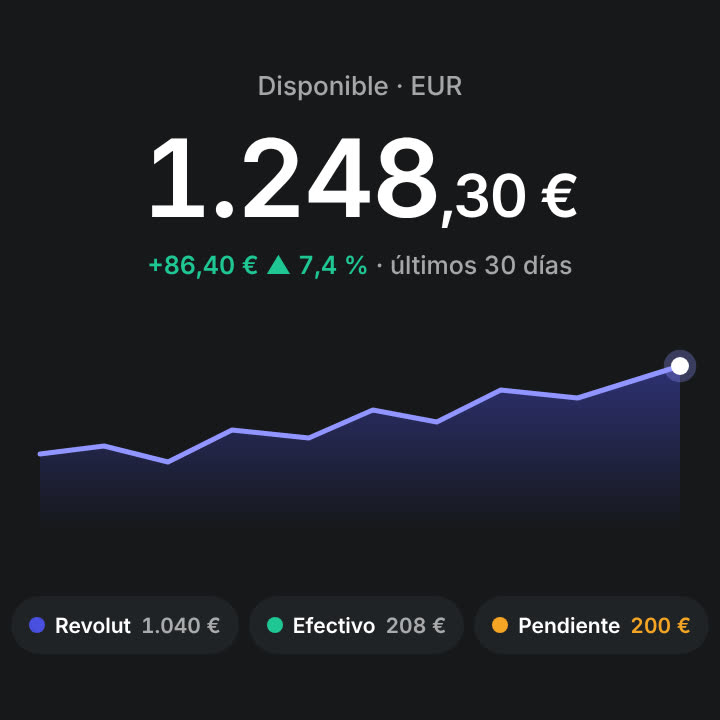 Disponible · EUR
1.248,30 €
+86,40 € ▲ 7,4 % · últimos 30 días
Revolut 1.040 € Efectivo 208 € Pendiente 200 €